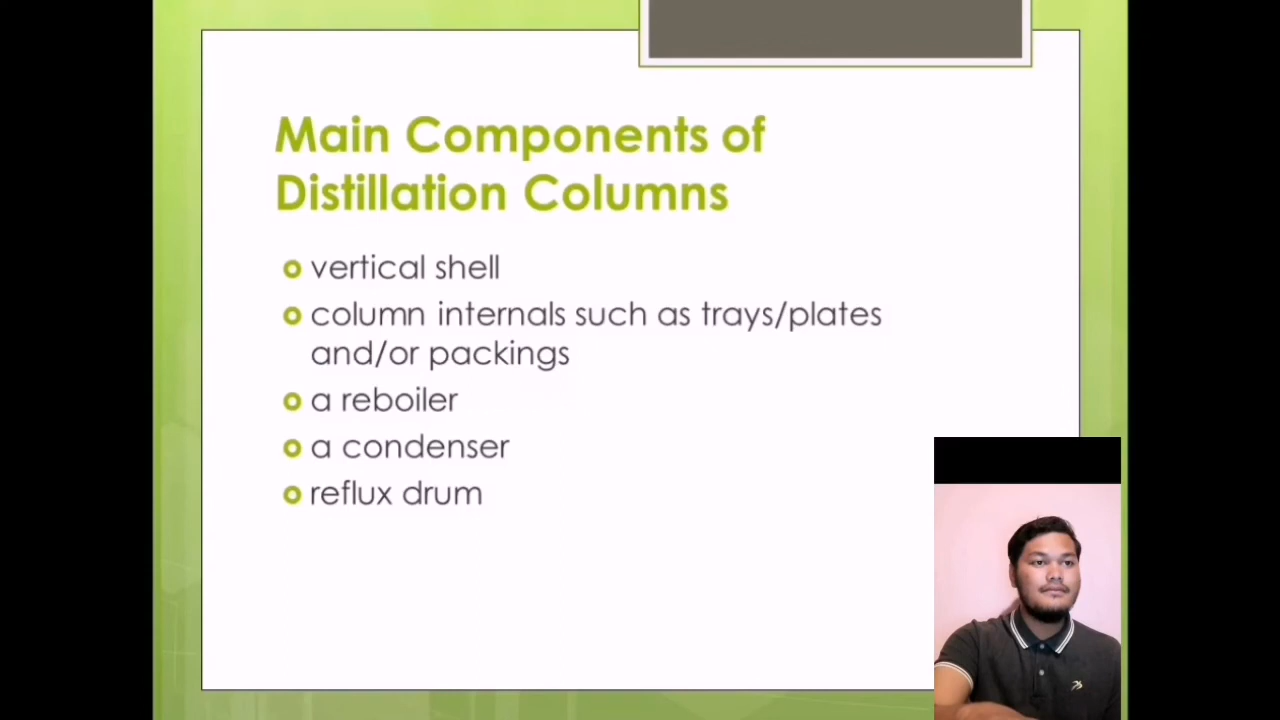 Main Components of
Distillation Columns
vertical shell
column internals such as trays/plates
and/or packings
a reboiler
a condenser
reflux drum